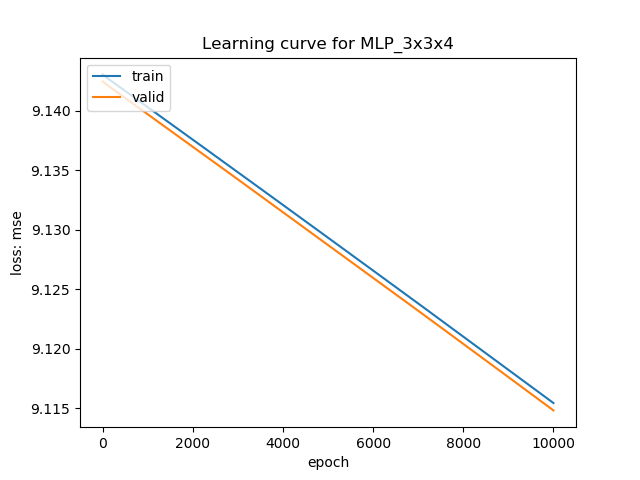 Learning curve for MLP_3x3x4
train
valid
9.140
9.135
9.130
9.125
9.120
9.115
loss: mse
0 2000 4000 6000 8000 10000
epoch